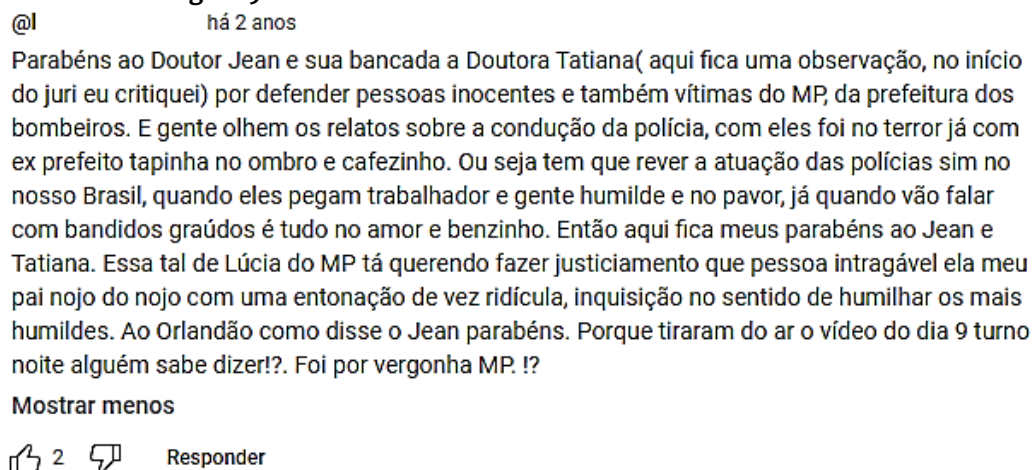 @l há 2 anos
Parabéns ao Doutor Jean e sua bancada a Doutora Tatiana( aqui fica uma observação, no início
do juri eu critiquei) por defender pessoas inocentes e também vítimas do MP, da prefeitura dos
bombeiros. E gente olhem os relatos sobre a condução da polícia, com eles foi no terror já com
ex prefeito tapinha no ombro e cafezinho. Ou seja tem que rever a atuação das polícias sim no
nosso Brasil, quando eles pegam trabalhador e gente humilde e no pavor, já quando vão falar
com bandidos graúdos é tudo no amor e benzinho. Então aqui fica meus parabéns ao Jean e
Tatiana. Essa tal de Lúcia do MP tá querendo fazer justiciamento que pessoa intragável ela meu
pai nojo do nojo com uma entonação de vez ridícula, inquisição no sentido de humilhar os mais
humildes. Ao Orlandão como disse o Jean parabéns. Porque tiraram do ar o vídeo do dia 9 turno
noite alguém sabe dizer!?. Foi por vergonha MP. !?
Mostrar menos
2 Responder